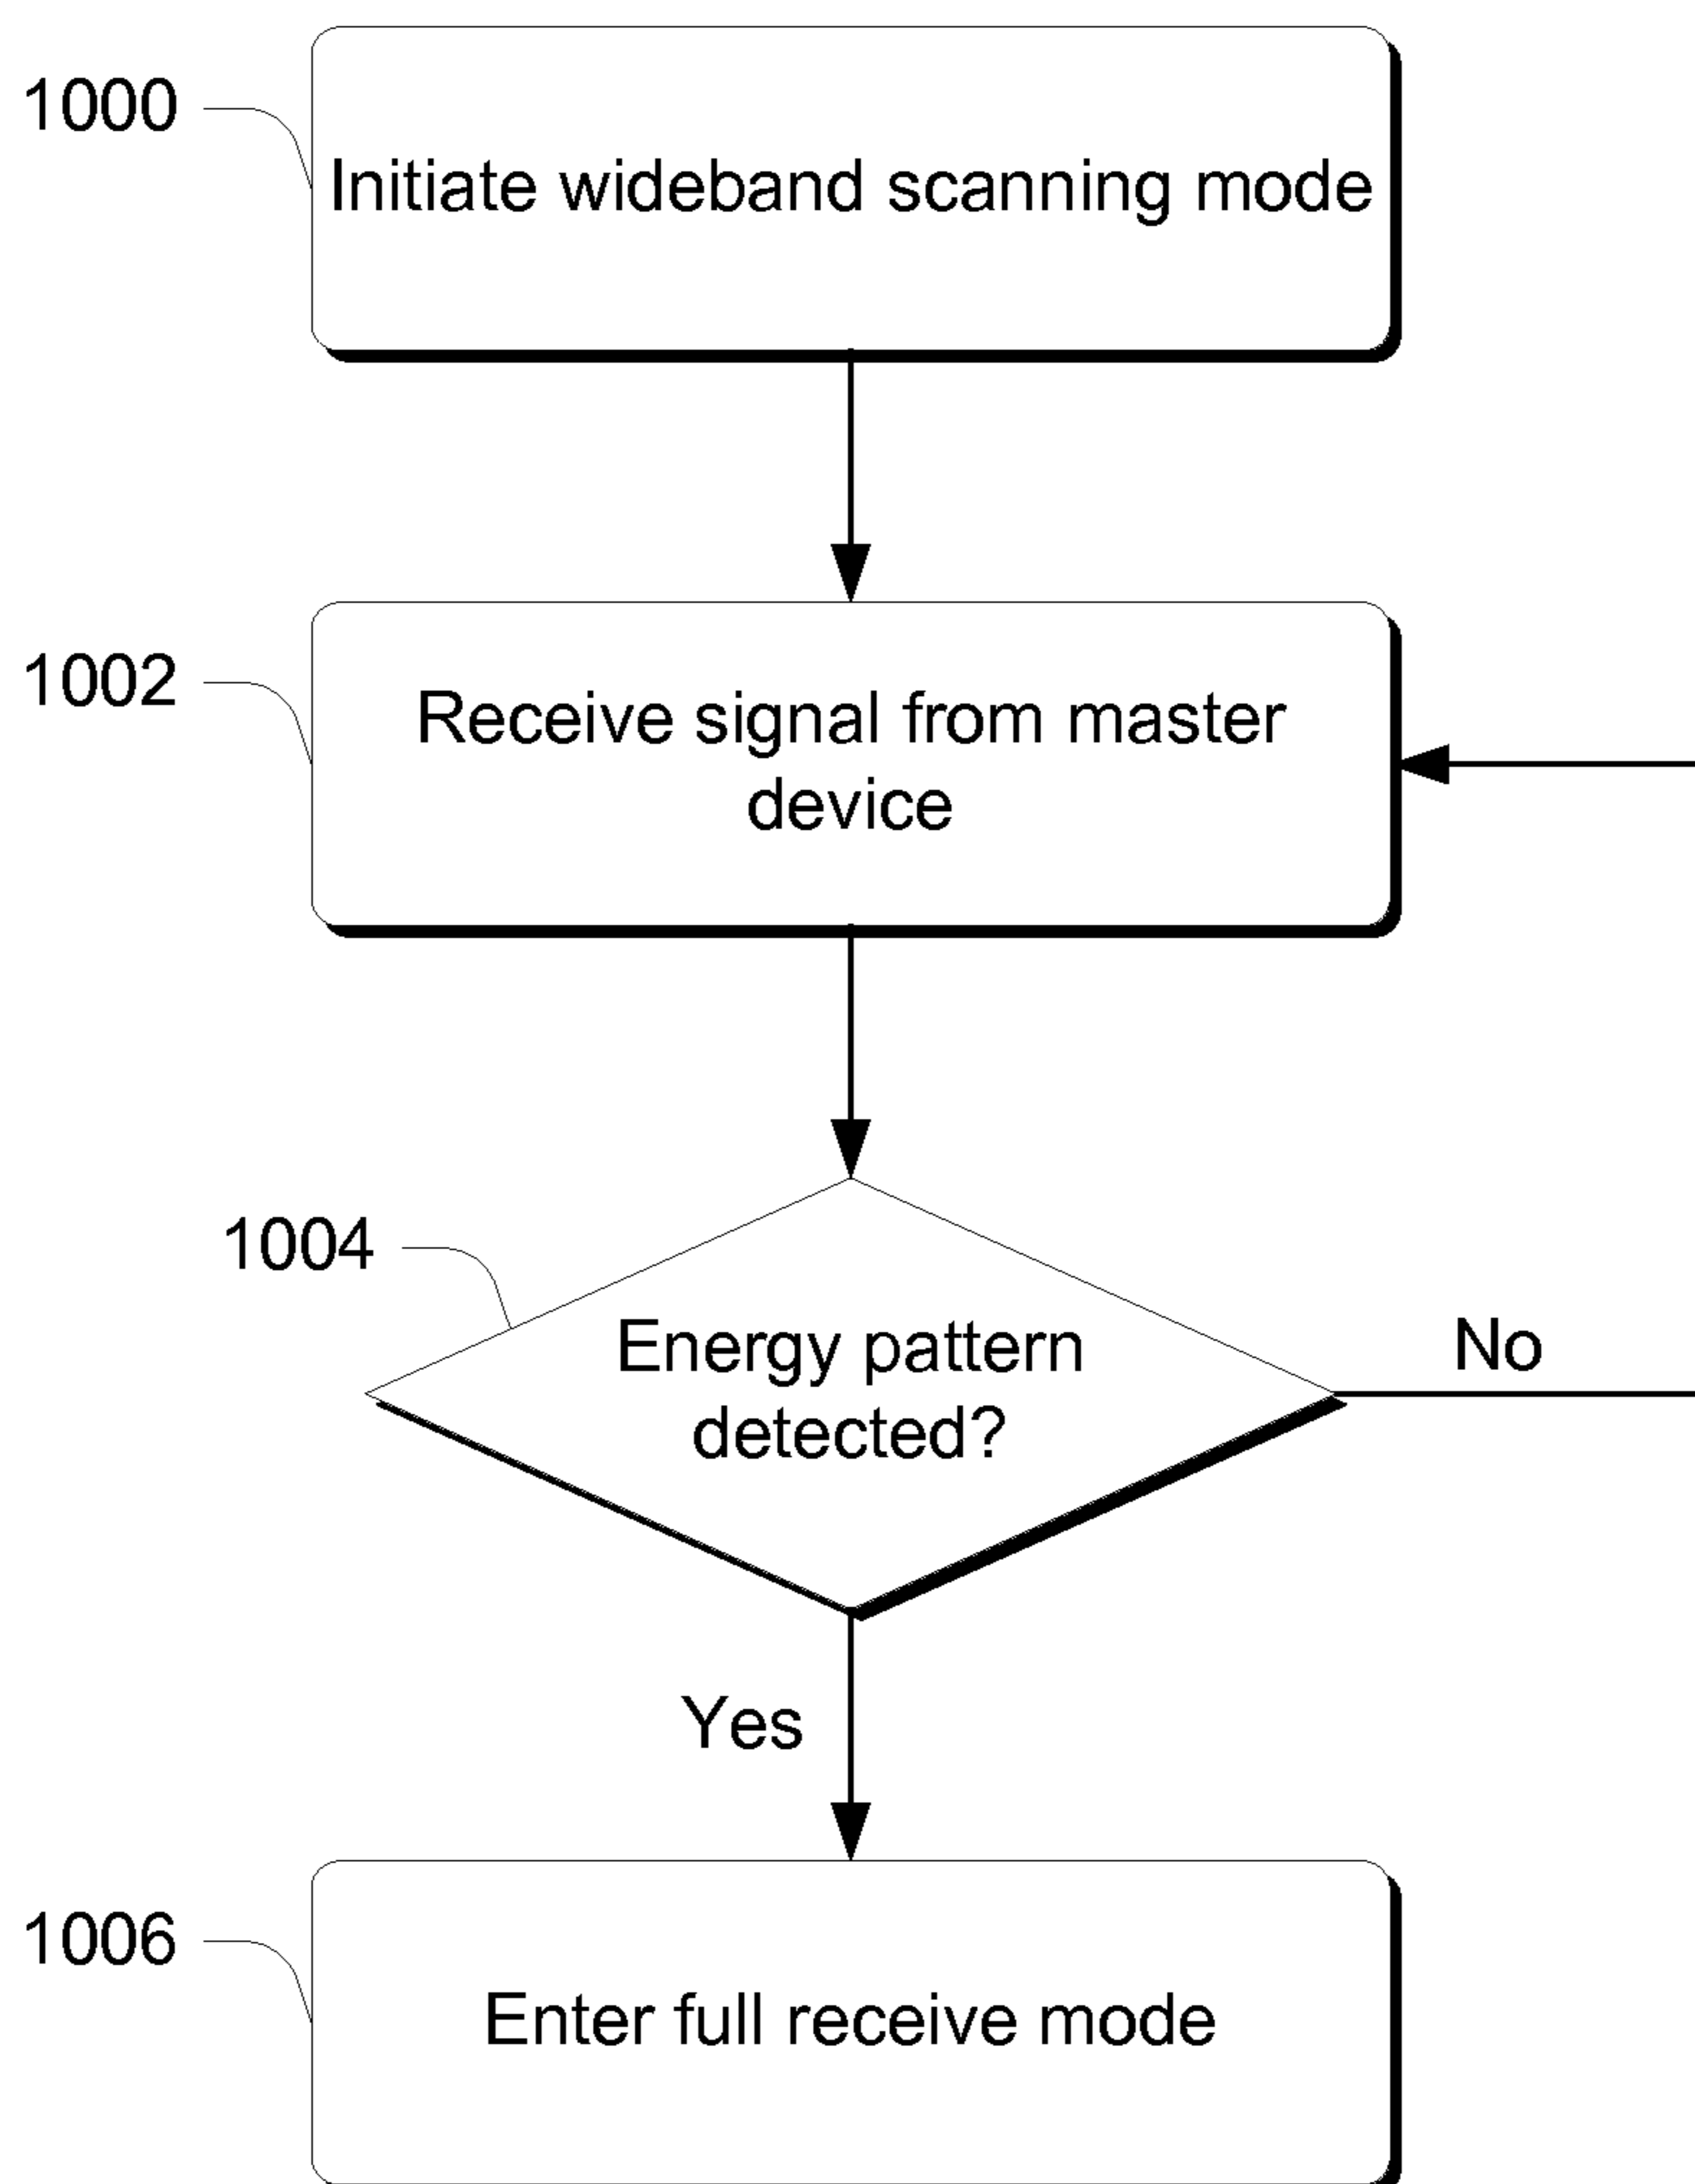 1000
Initiate wideband scanning mode
1002
Receive signal from master
device
1004
Energy pattern
detected?
No
Yes
1006
Enter full receive mode